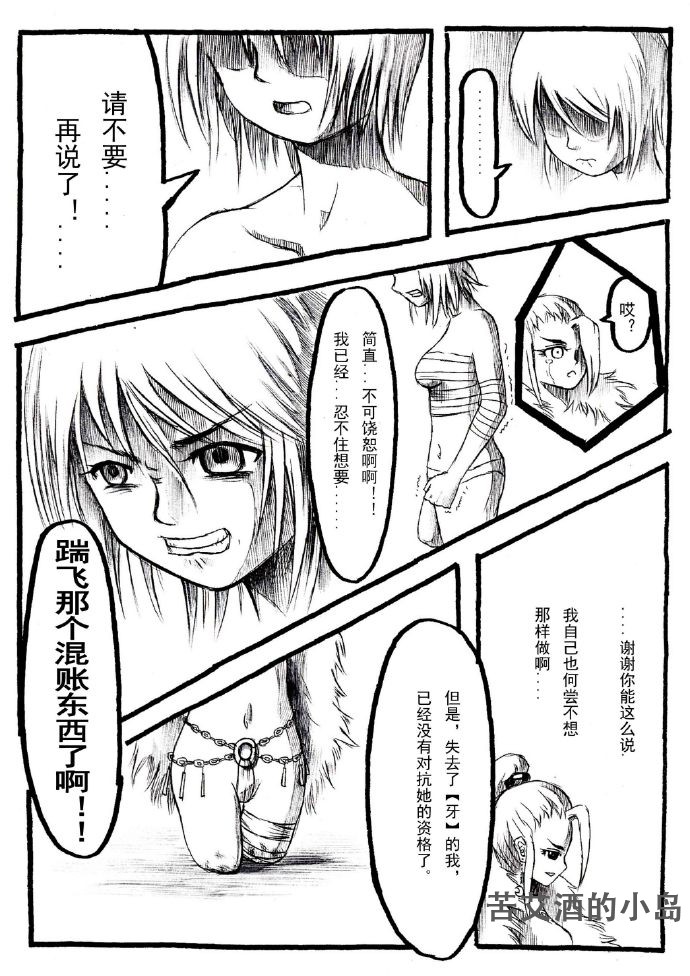 ．．．．．．．．
．．．．．．．
请不要．．．．
再说了！．．．．
哎？
简直．．．不可饶恕啊啊！！
我已经．．．忍不住想要．．．．．．
踹飞那个混账东西了啊！！
．．．．谢谢你能这么说
我自己也何尝不想
那样做啊．．．．
但是，失去了【牙】的我，
已经没有对抗她的资格了。
苦艾酒的小岛